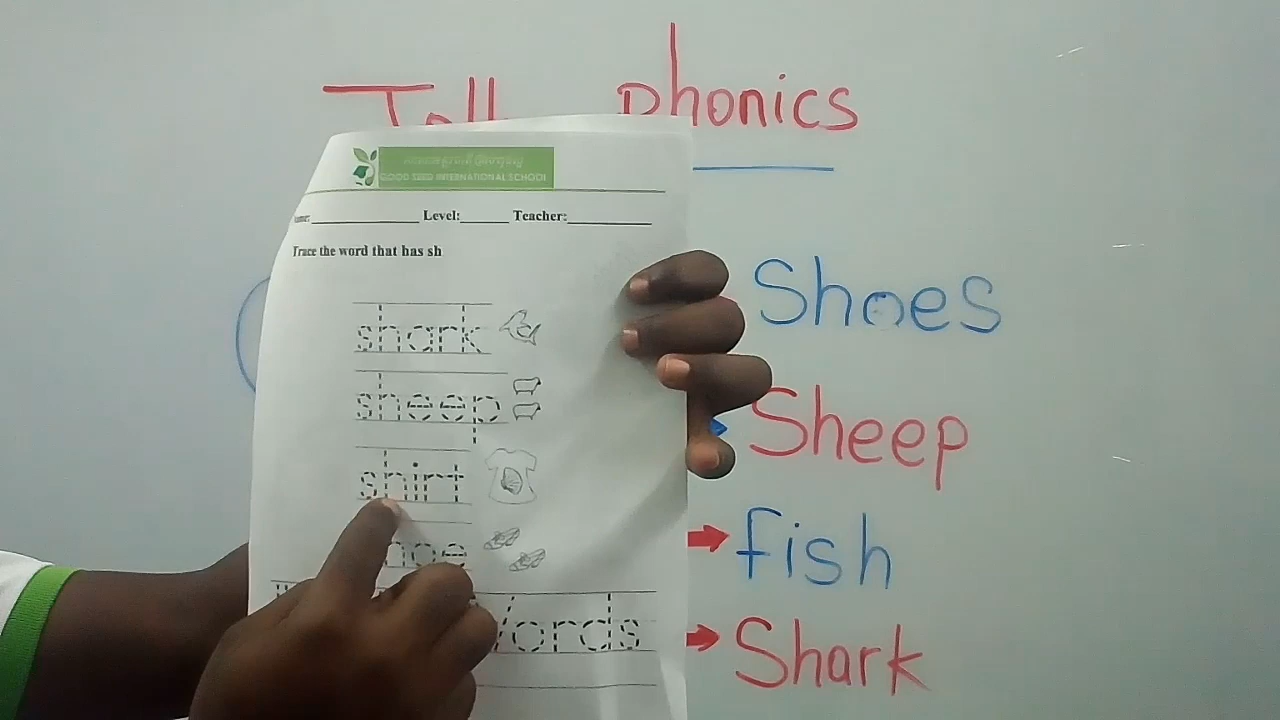 phonics
GOOD SEED INTERNATIONAL SCHOOL
Level: Teacher:
Trace the word that has sh
shark
sheep
shirt
Shoes
Sheep
fish
Shark